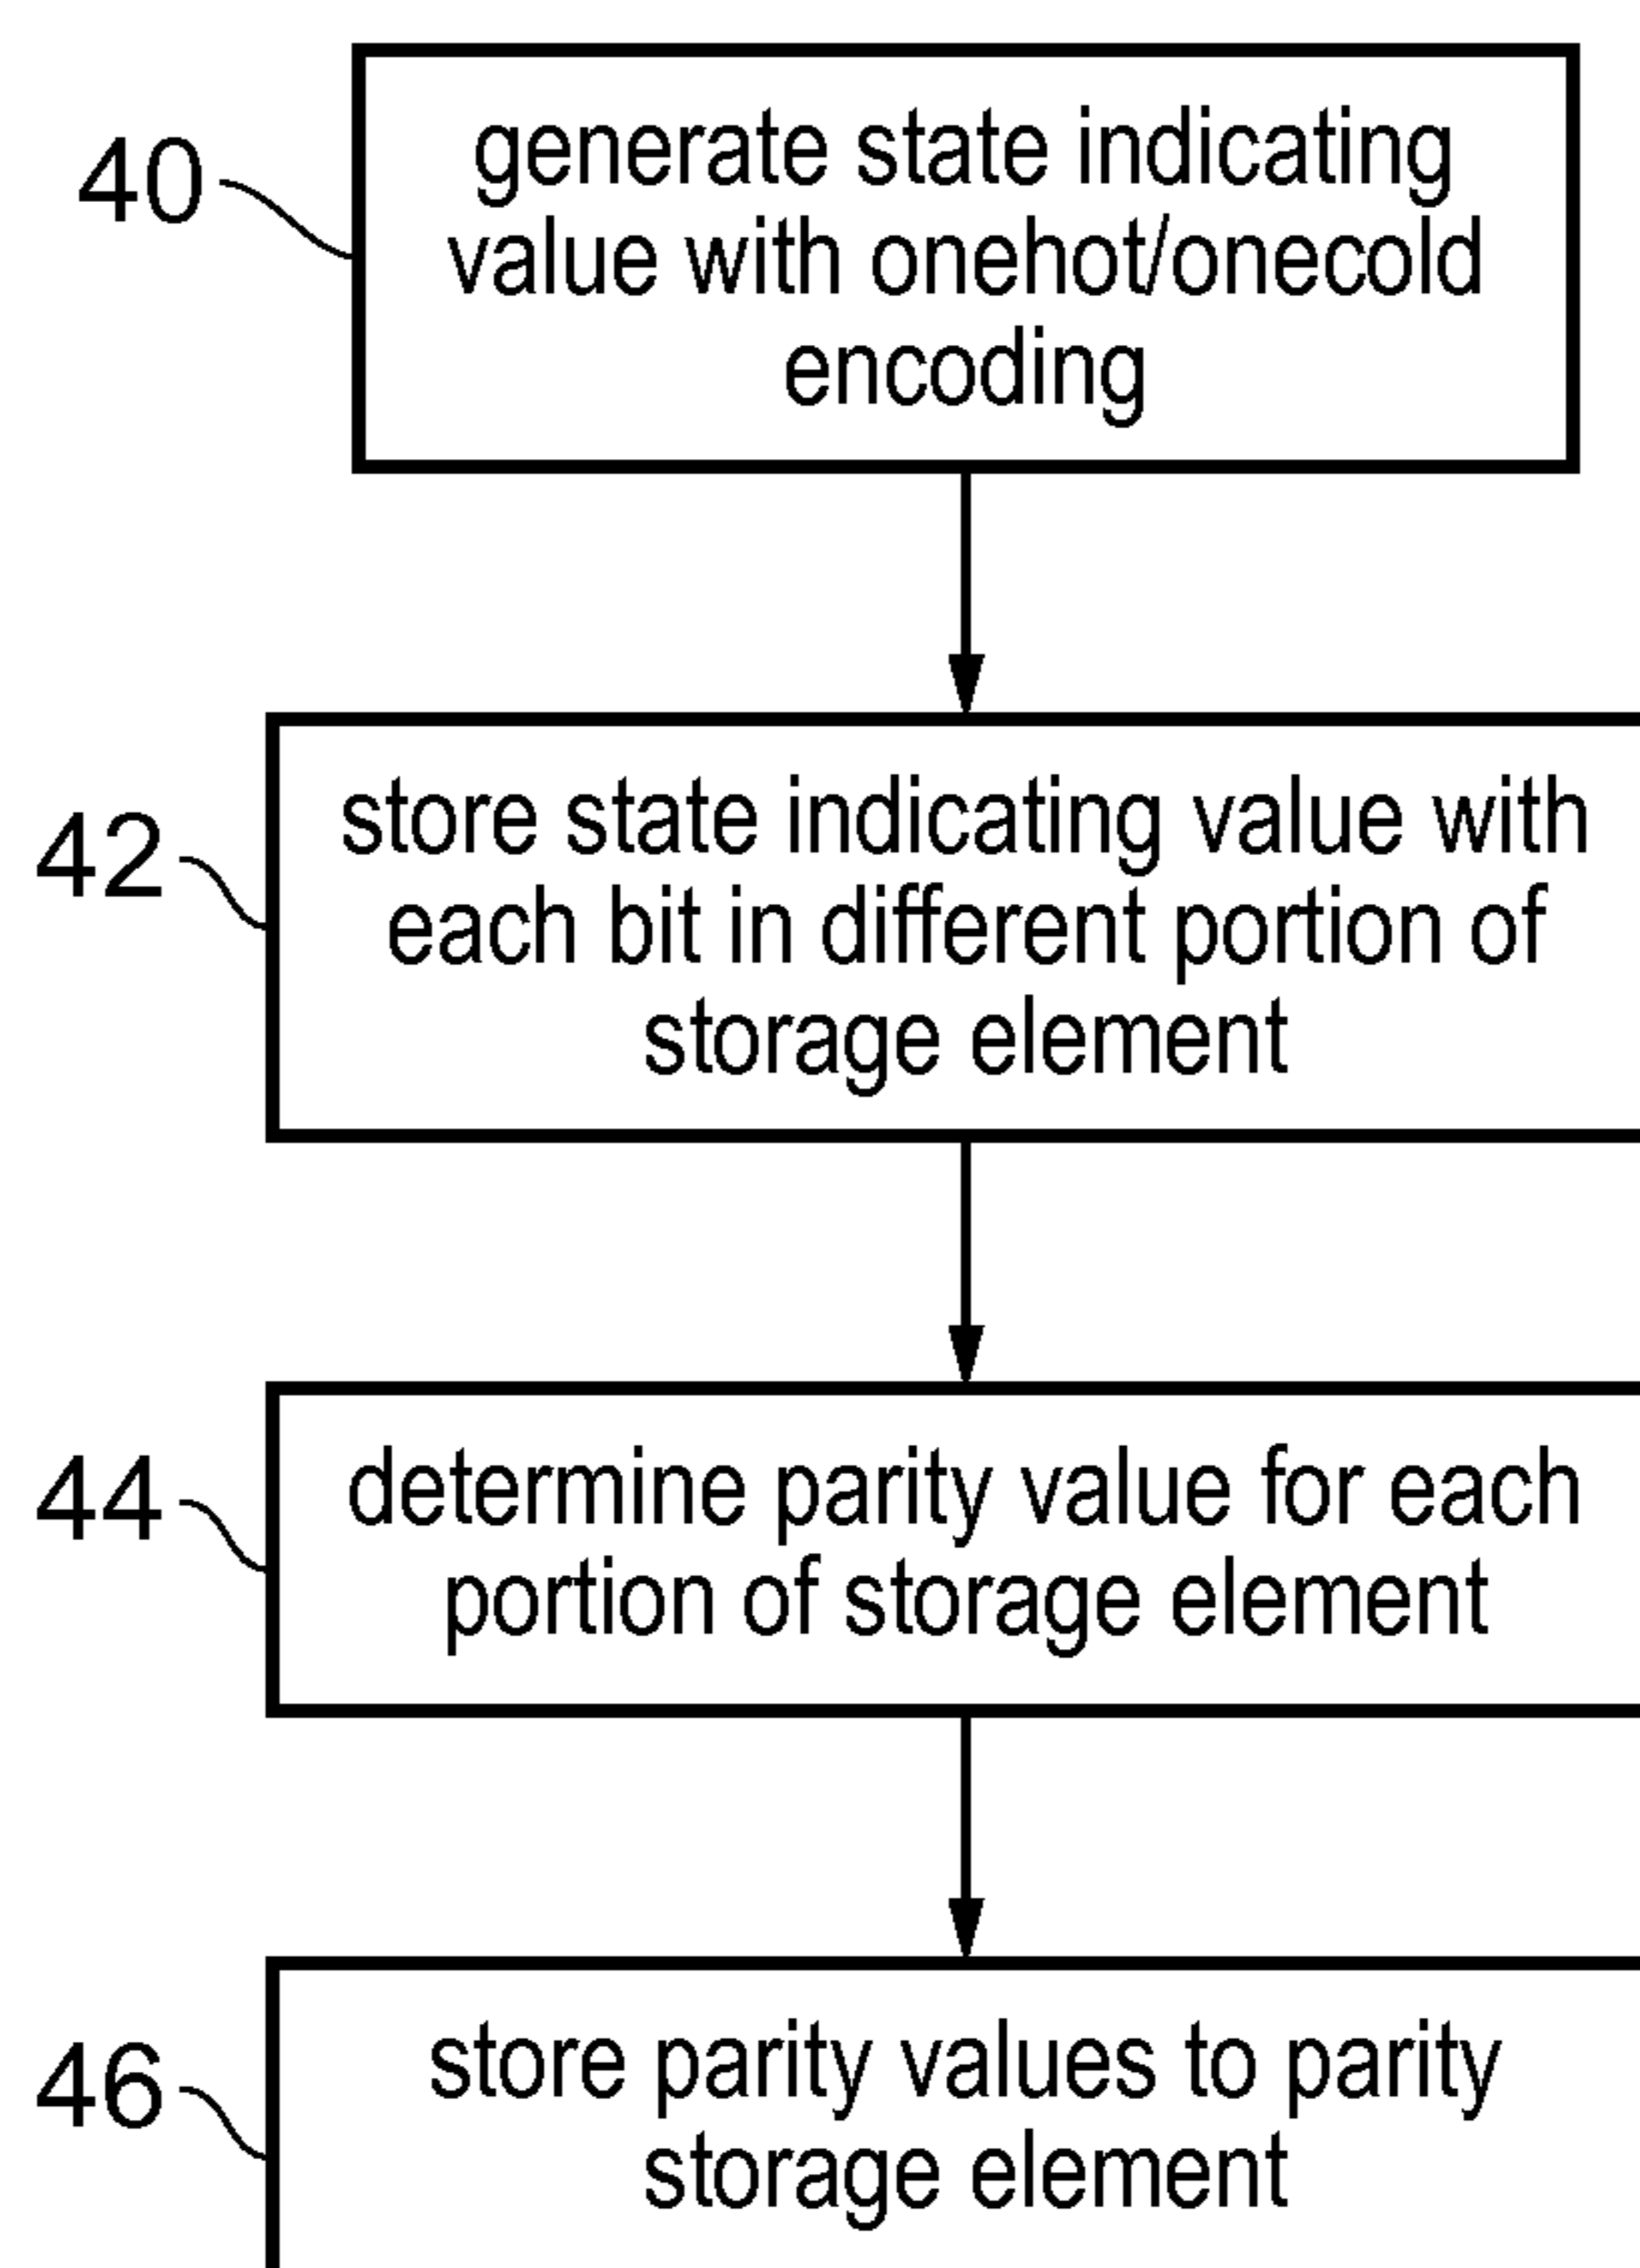 40
generate state indicating
value with onehot/onecold
encoding
42
store state indicating value with
each bit in different portion of
storage element
44
determine parity value for each
portion of storage element
46
store parity values to parity
storage element